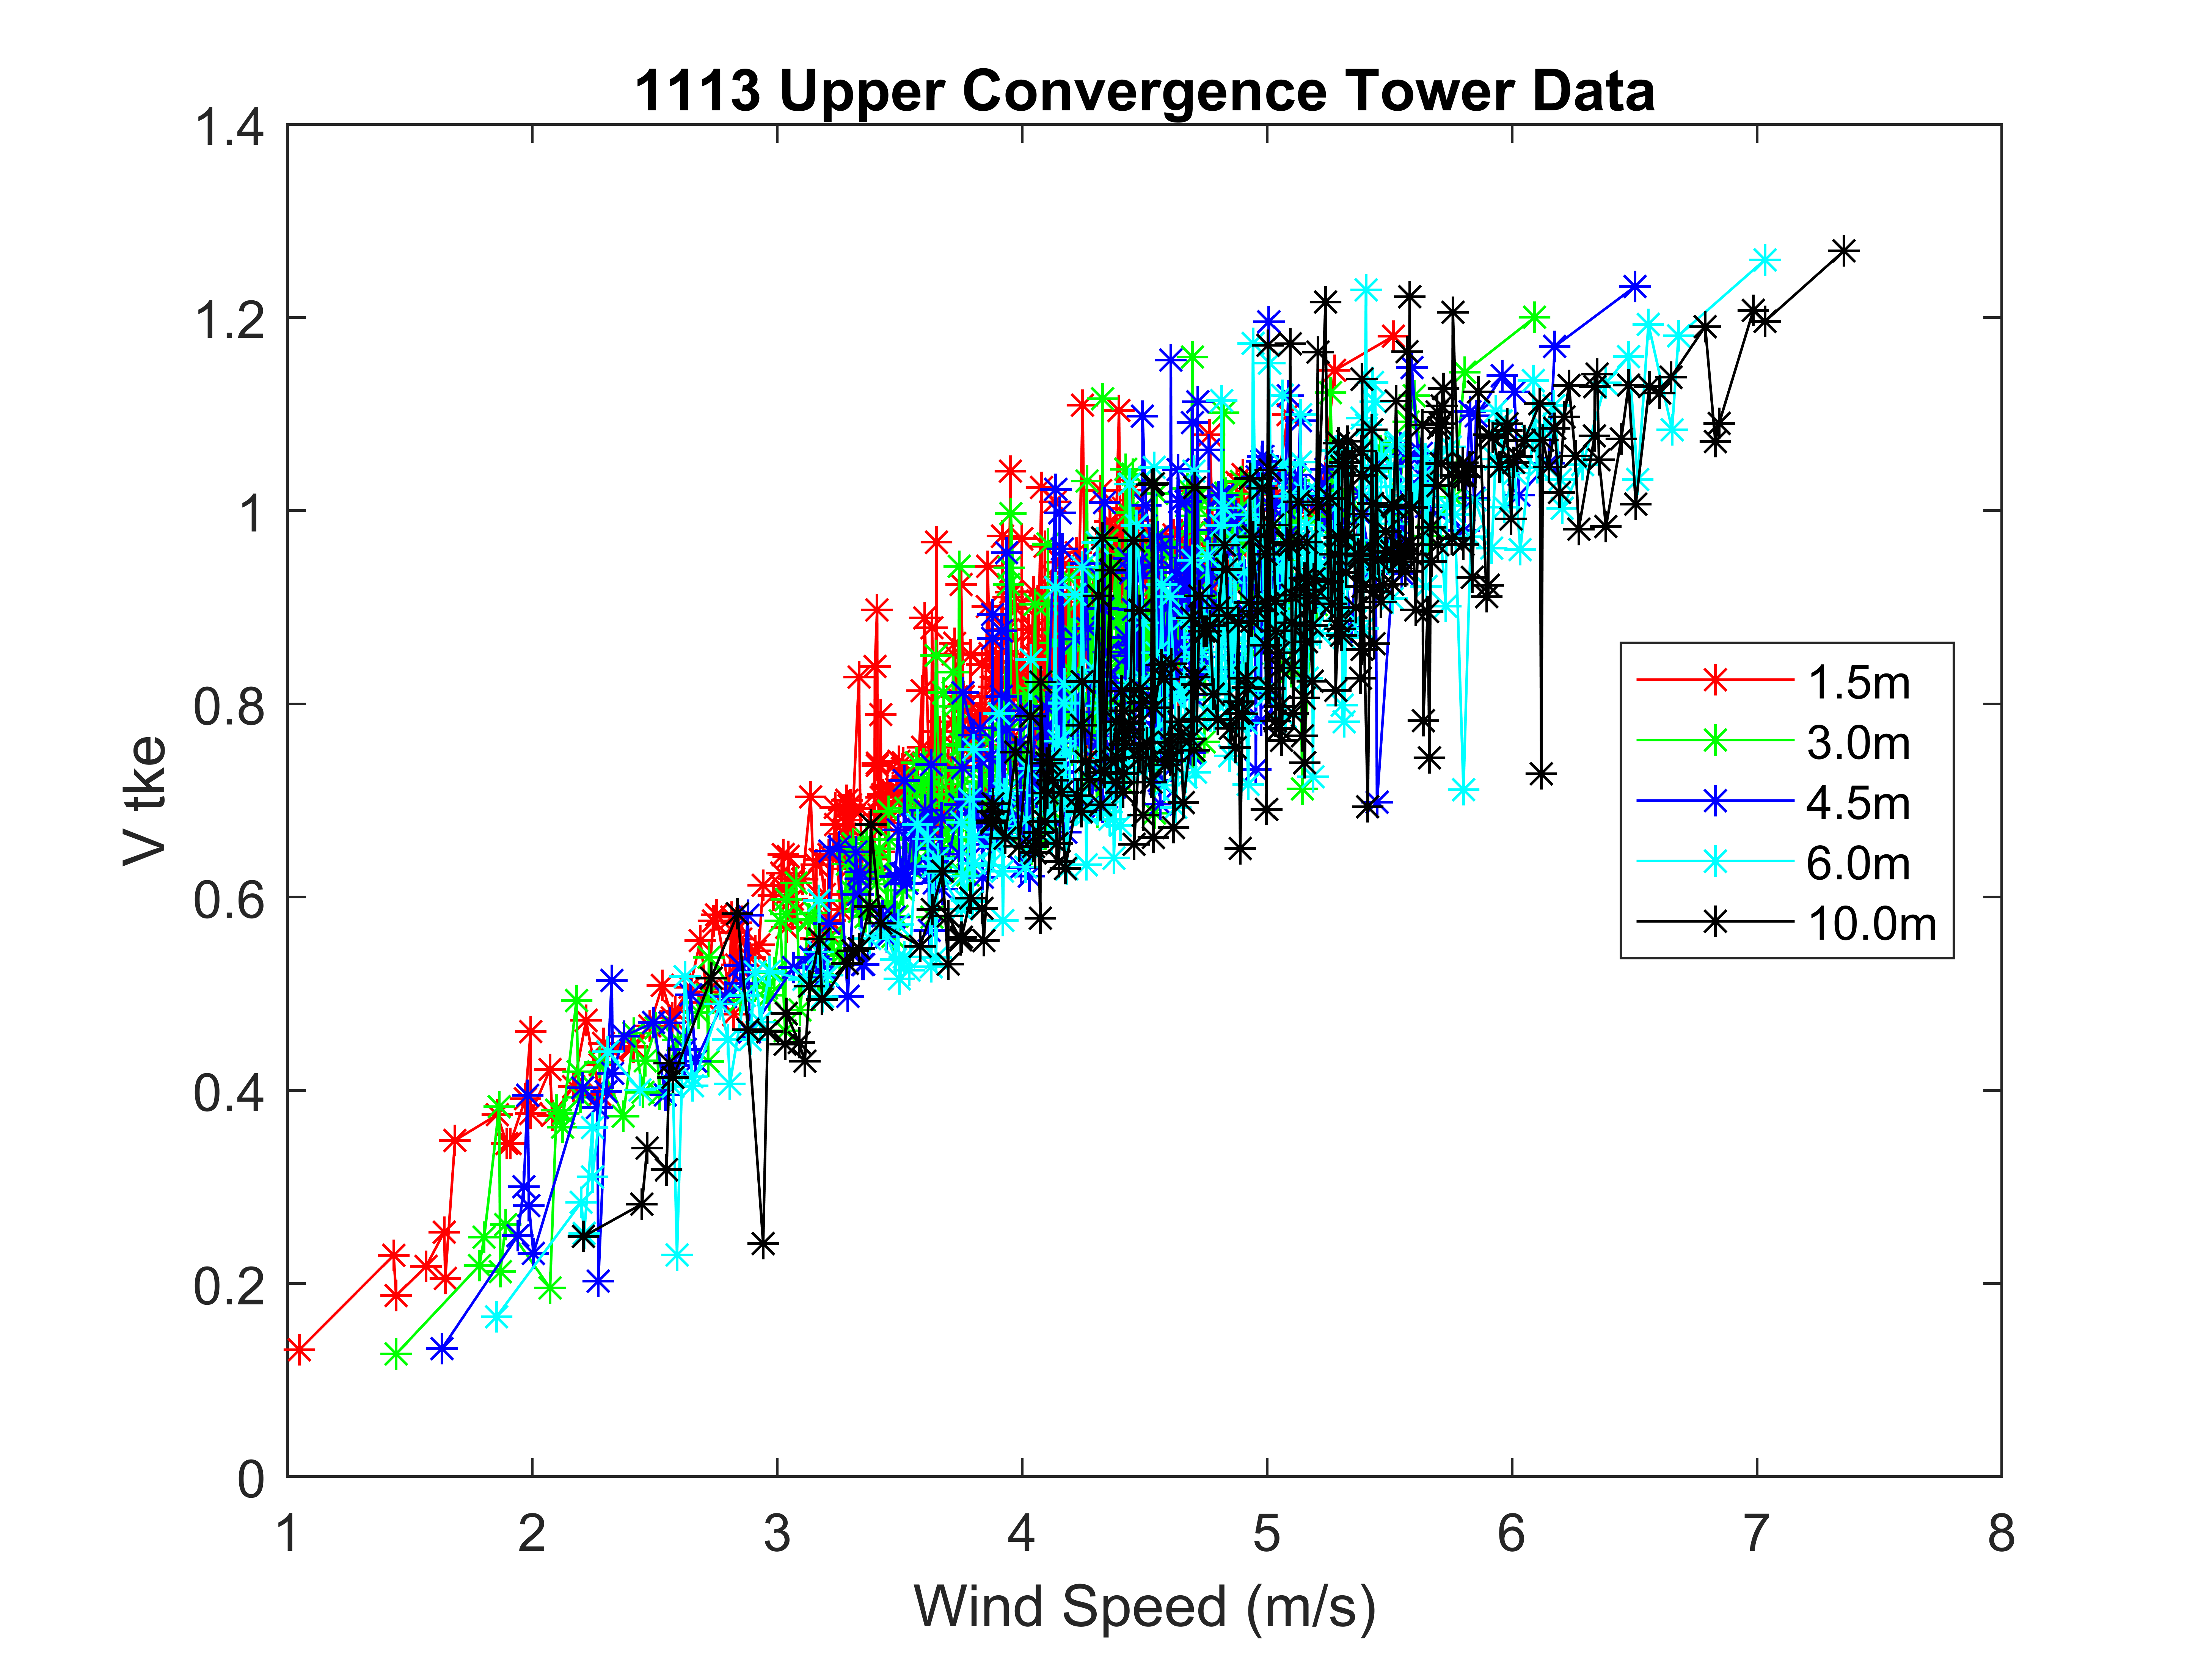 1113 Upper Convergence Tower Data
1.4
1.2
1
0.8
0.6
0.4
0.2
0
V tke
1.5m
3.0m
4.5m
6.0m
10.0m
1 2 3 4 5 6 7 8
Wind Speed (m/s)